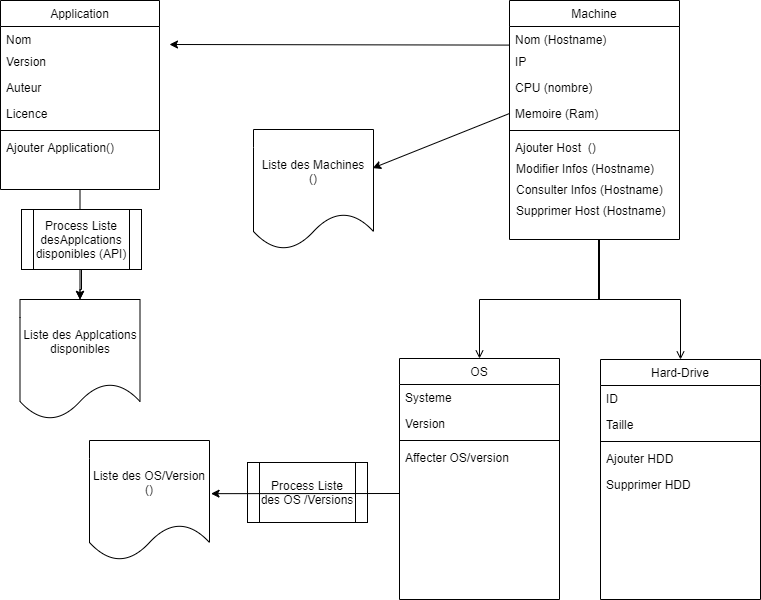 Application
Nom
Version
Auteur
Licence
Ajouter Application()
Machine
Nom (Hostname)
IP
CPU (nombre)
Memoire (Ram)
Ajouter Host ()
Modifier Infos (Hostname)
Consulter Infos (Hostname)
Supprimer Host (Hostname)
Liste des Machines
()
Process Liste
desApplcations
disponibles (API)
Liste des Applcations
disponibles
OS
Systeme
Version
Affecter OS/version
Hard-Drive
ID
Taille
Ajouter HDD
Supprimer HDD
Liste des OS/Version
()
Process Liste
des OS /Versions